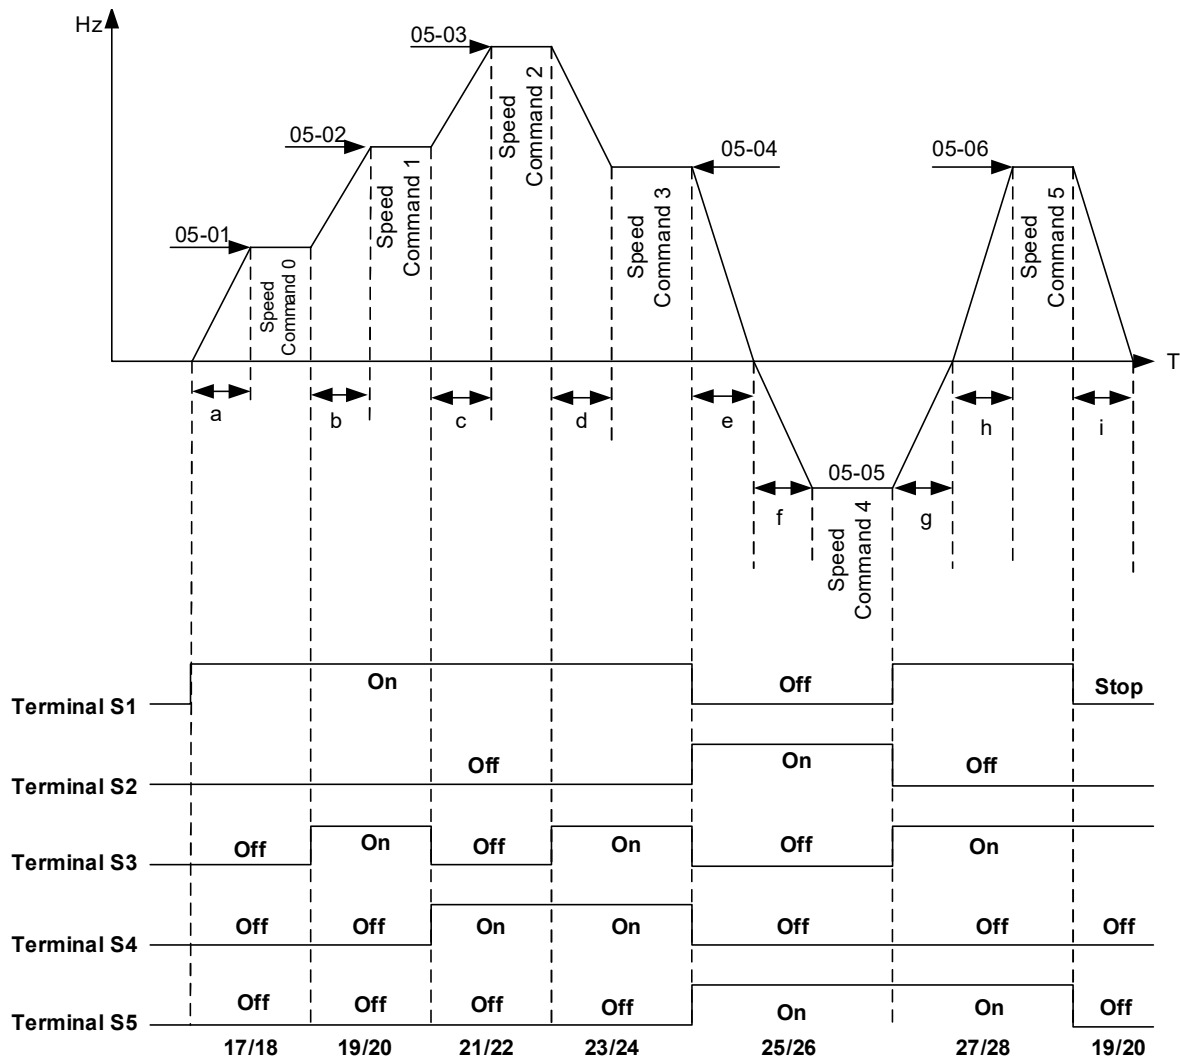 Hz
05-03
05-02
05-04
05-06
05-01
Speed
Command 0
Speed
Command 1
Speed
Command 2
Speed
Command 3
Speed
Command 5
T
a
b
c
d
e
h
i
05-05
f
g
Speed
Command 4
Terminal S1
On
Off
Stop
Terminal S2
Off
On
Off
Terminal S3
Off
On
Off
On
Off
On
Terminal S4
Off
Off
On
On
Off
Off
Off
Terminal S5
Off
Off
Off
Off
On
On
Off
17/18
19/20
21/22
23/24
25/26
27/28
19/20